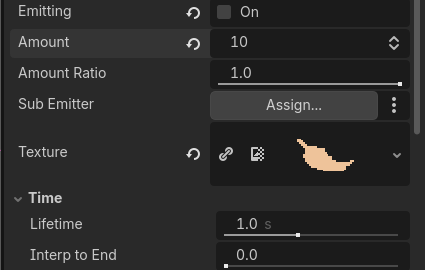 Emitting On
Amount 10
Amount Ratio 1.0
Sub Emitter Assign...
Texture
Time
Lifetime 1.0 s
Interp to End 0.0